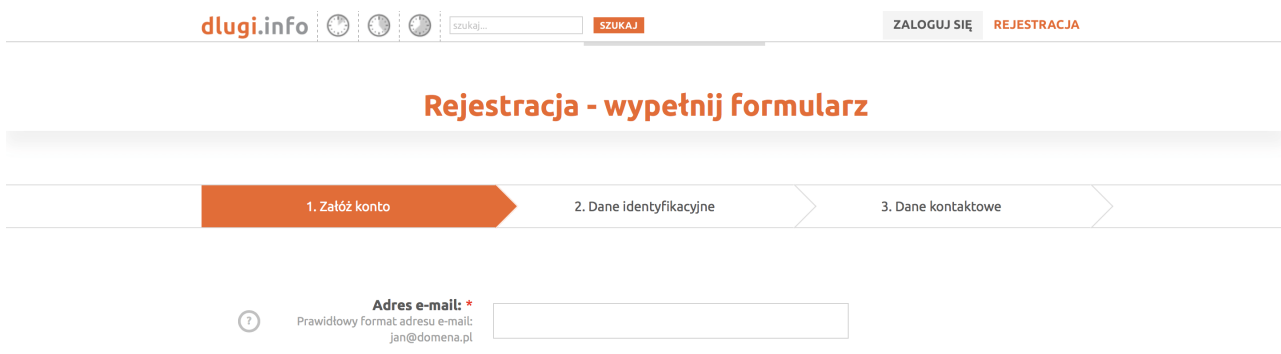 dlugi.info szukaj... SZUKAJ ZALOGUJ SIĘ REJESTRACJA
Rejestracja - wypełnij formularz
1. Załóż konto 2. Dane identyfikacyjne 3. Dane kontaktowe
Adres e-mail: *
? Prawidłowy format adresu e-mail:
jan@domena.pl